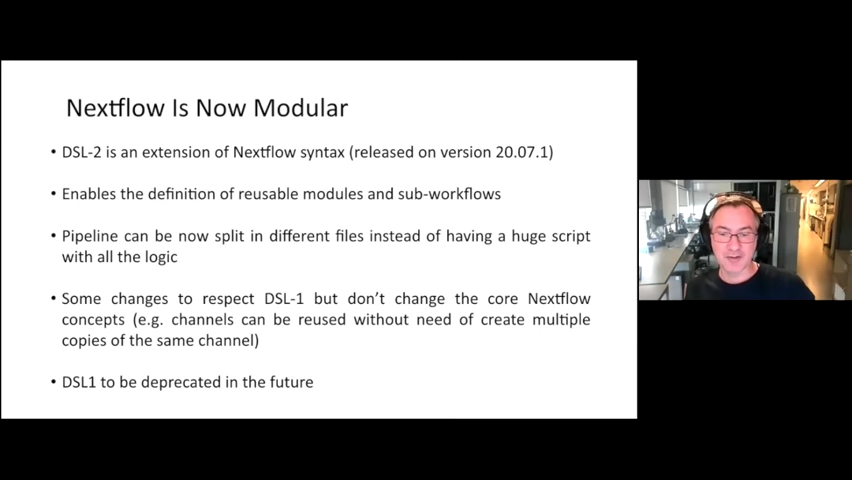 Nextflow Is Now Modular
• DSL-2 is an extension of Nextflow syntax (released on version 20.07.1)
• Enables the definition of reusable modules and sub-workflows
• Pipeline can be now split in different files instead of having a huge script
with all the logic
• Some changes to respect DSL-1 but don't change the core Nextflow
concepts (e.g. channels can be reused without need of create multiple
copies of the same channel)
• DSL1 to be deprecated in the future